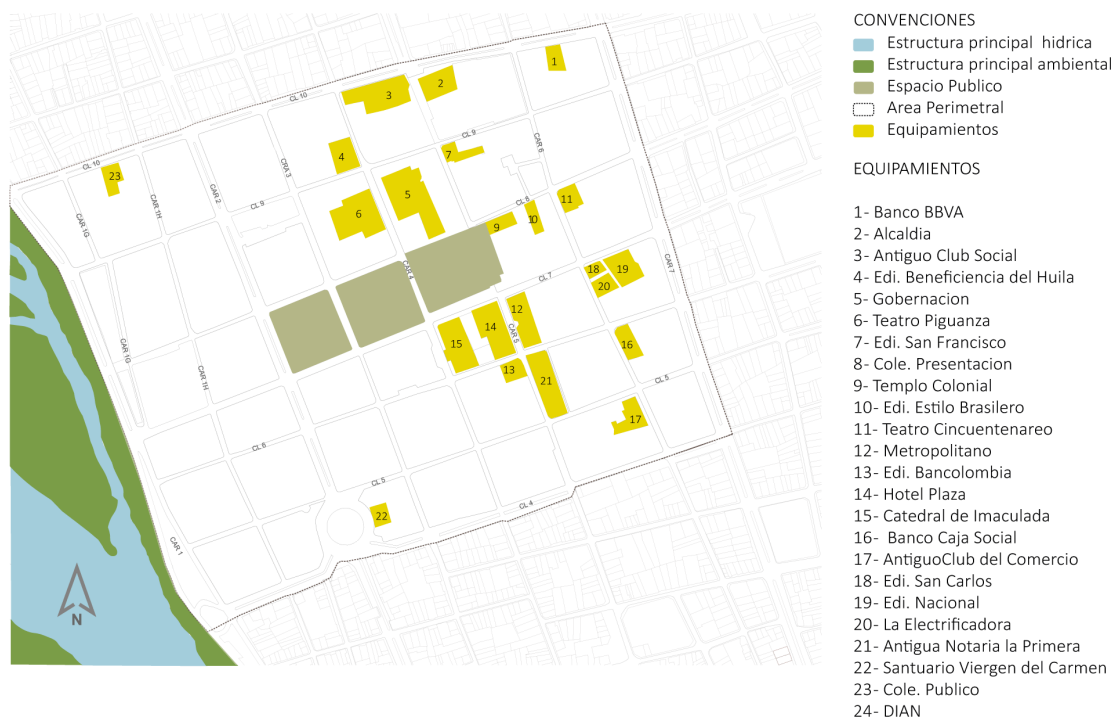 CONVENCIONES
Estructura principal hidrica
Estructura principal ambiental
Espacio Publico
Area Perimetral
Equipamientos
EQUIPAMIENTOS
1- Banco BBVA
2- Alcaldia
3- Antiguo Club Social
4- Edi. Beneficiencia del Huila
5- Gobernacion
6- Teatro Piguanza
7- Edi. San Francisco
8- Cole. Presentacion
9- Templo Colonial
10- Edi. Estilo Brasilero
11- Teatro Cincuentenareo
12- Metropolitano
13- Edi. Bancolombia
14- Hotel Plaza
15- Catedral de Imaculada
16- Banco Caja Social
17- AntiguoClub del Comercio
18- Edi. San Carlos
19- Edi. Nacional
20- La Electrificadora
21- Antigua Notaria la Primera
22- Santuario Viergen del Carmen
23- Cole. Publico
24- DIAN
1
2
3
CL 10
4
CL 9
7
CAR 6
CL 10
23
CRA 3
CAR 2
CAR 1H
CL 9
5
6
CL 8
11
10
9
CAR 1G
CAR 4
CL 7
CAR 7
18
19
20
12
14
CAR 5
15
16
13
21
CL 5
17
CAR 1G
CAR 1H
CL 6
CL 5
22
CL 4
CAR 1
N